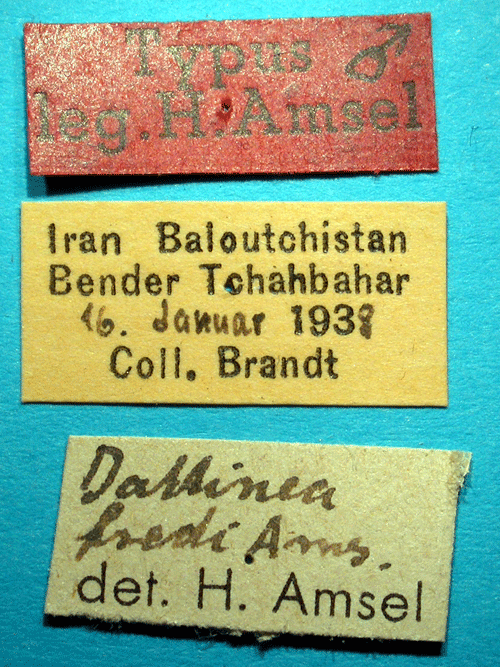 Typus ♂
leg. H. Amsel
Iran Baloutchistan
Bender Tchahbahar
16. Januar 1938
Coll. Brandt
Dattinea
fredi Ams.
det. H. Amsel